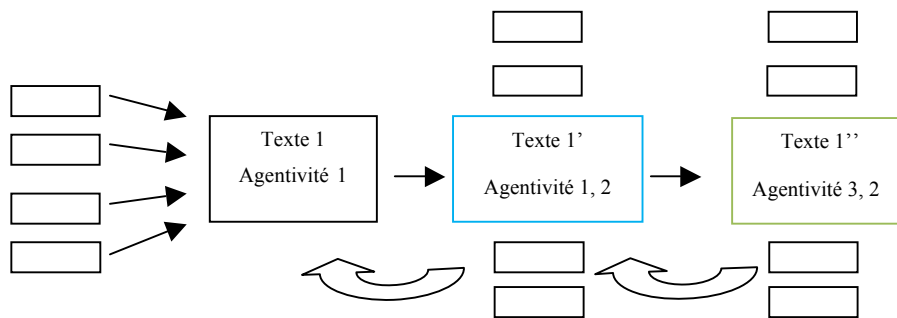 Texte 1
Agentivité 1
Texte 1’
Agentivité 1, 2
Texte 1’’
Agentivité 3, 2